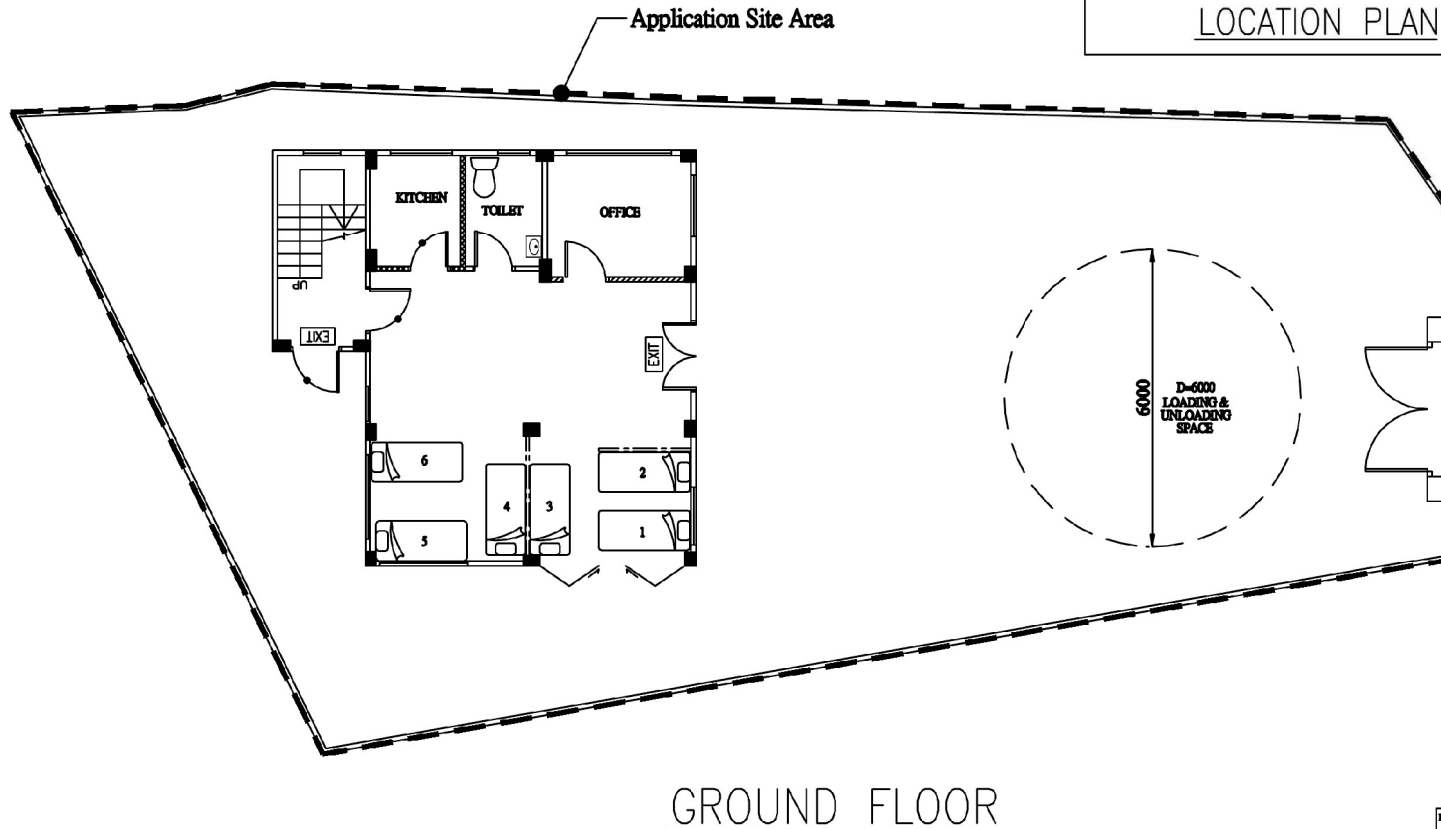 Application Site Area
LOCATION PLAN
KITCHEN
TOILET
OFFICE
UP
EXIT
EXIT
6000
D=6000
LOADING &
UNLOADING
SPACE
6
2
4
3
5
1
GROUND FLOOR